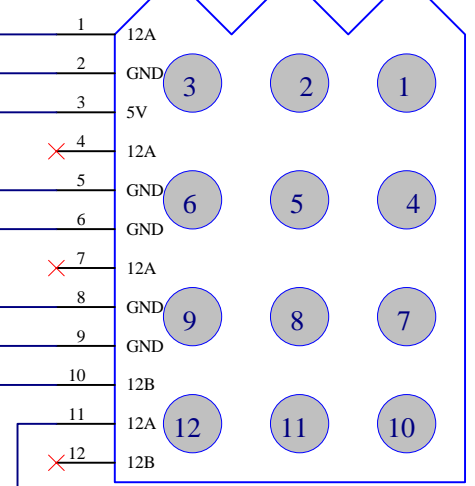 1 12A
2 GND
3 2 1
3 5V
4 12A
5 GND
6 5 4
6 GND
7 12A
8 GND
9 8 7
9 GND
10 12B
11 12A
12 11 10
12 12B